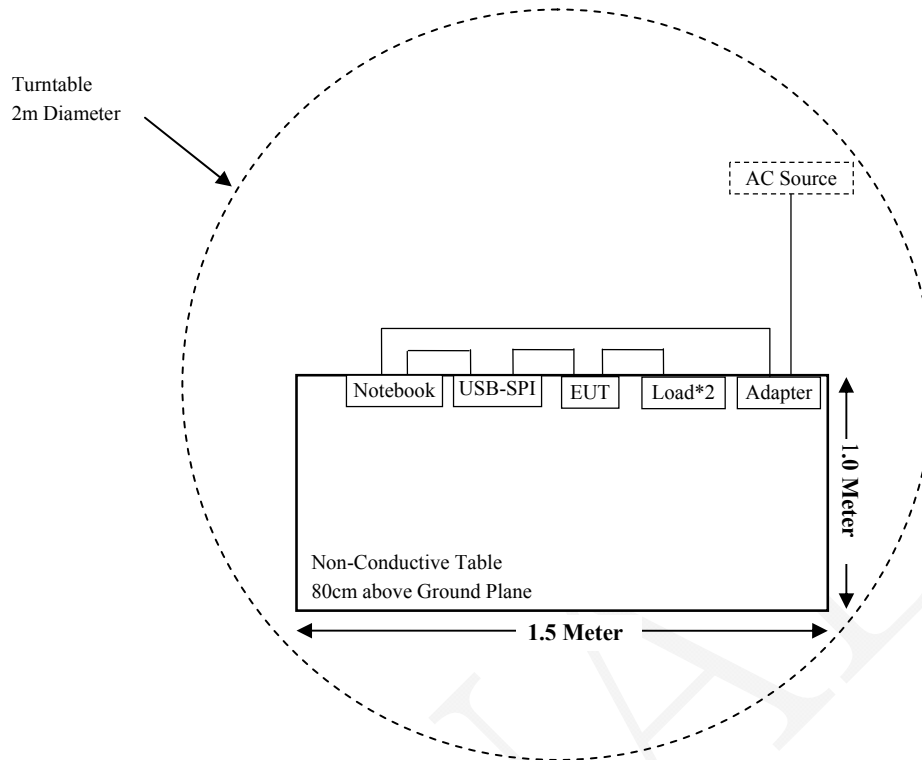 Turntable
2m Diameter
AC Source
Notebook
USB-SPI
EUT
Load*2
Adapter
1.0 Meter
Non-Conductive Table
80cm above Ground Plane
1.5 Meter